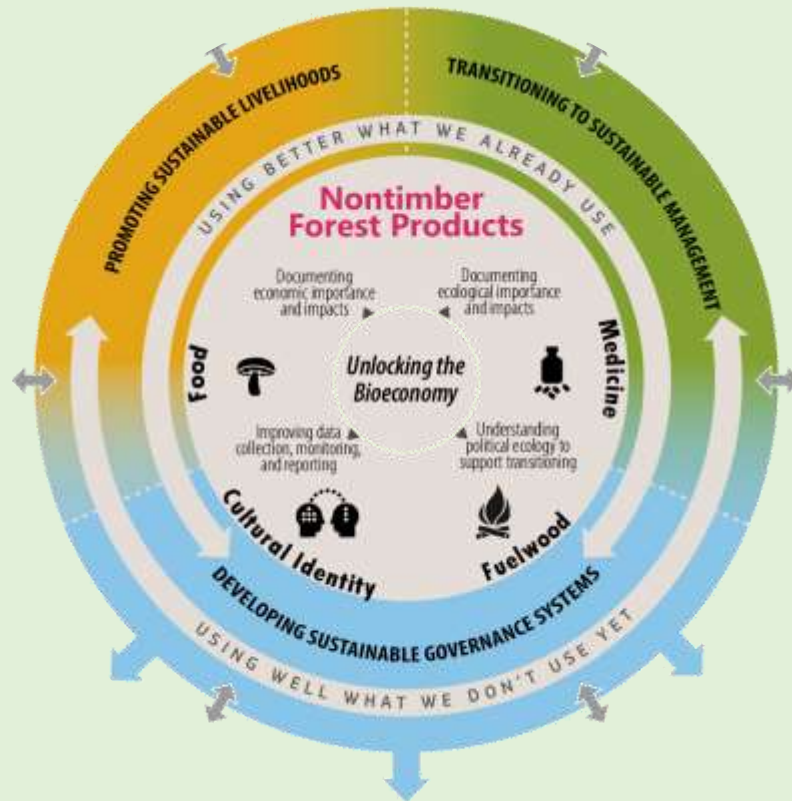 PROMOTING SUSTAINABLE LIVELIHOODS
TRANSITIONING TO SUSTAINABLE MANAGEMENT
USING BETTER WHAT WE ALREADY USE
Nontimber
Forest Products
Documenting
economic importance
and impacts
Documenting
ecological importance
and impacts
Food
Unlocking the
Bioeconomy
Medicine
Improving data
collection, monitoring,
and reporting
Understanding
political ecology to
support transitioning
Cultural Identity
Fuelwood
DEVELOPING SUSTAINABLE GOVERNANCE SYSTEMS
USING WELL WHAT WE DON'T USE YET